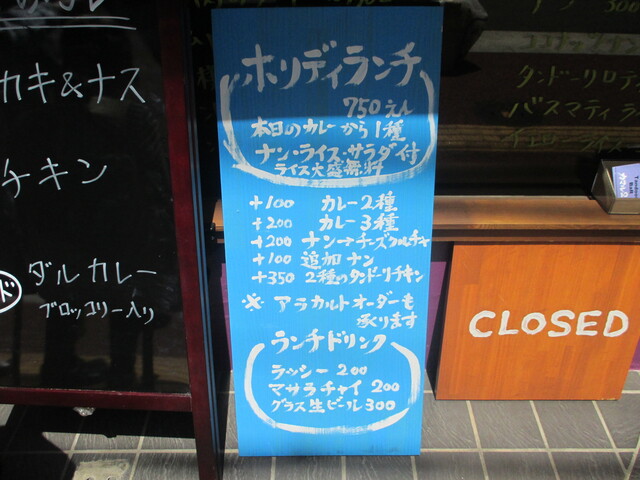 カキ&ナス
チキン
ド
ダルカレー
ブロッコリー入り
ホリディランチ
750えん
本日のカレーから1種
ナン・ライス・サラダ付
ライス大盛無料
+100 カレー2種
+200 カレー3種
+200 ナン→チーズクルチャ
+100 追加ナン
+350 2種のタンドーリチキン
※ アラカルトオーダーも
承ります
ランチドリンク
ラッシー 200
マサラチャイ 200
グラス生ビール 300
300
ココナッツ
タンドーリロティ
バスマティラ
CLOSED